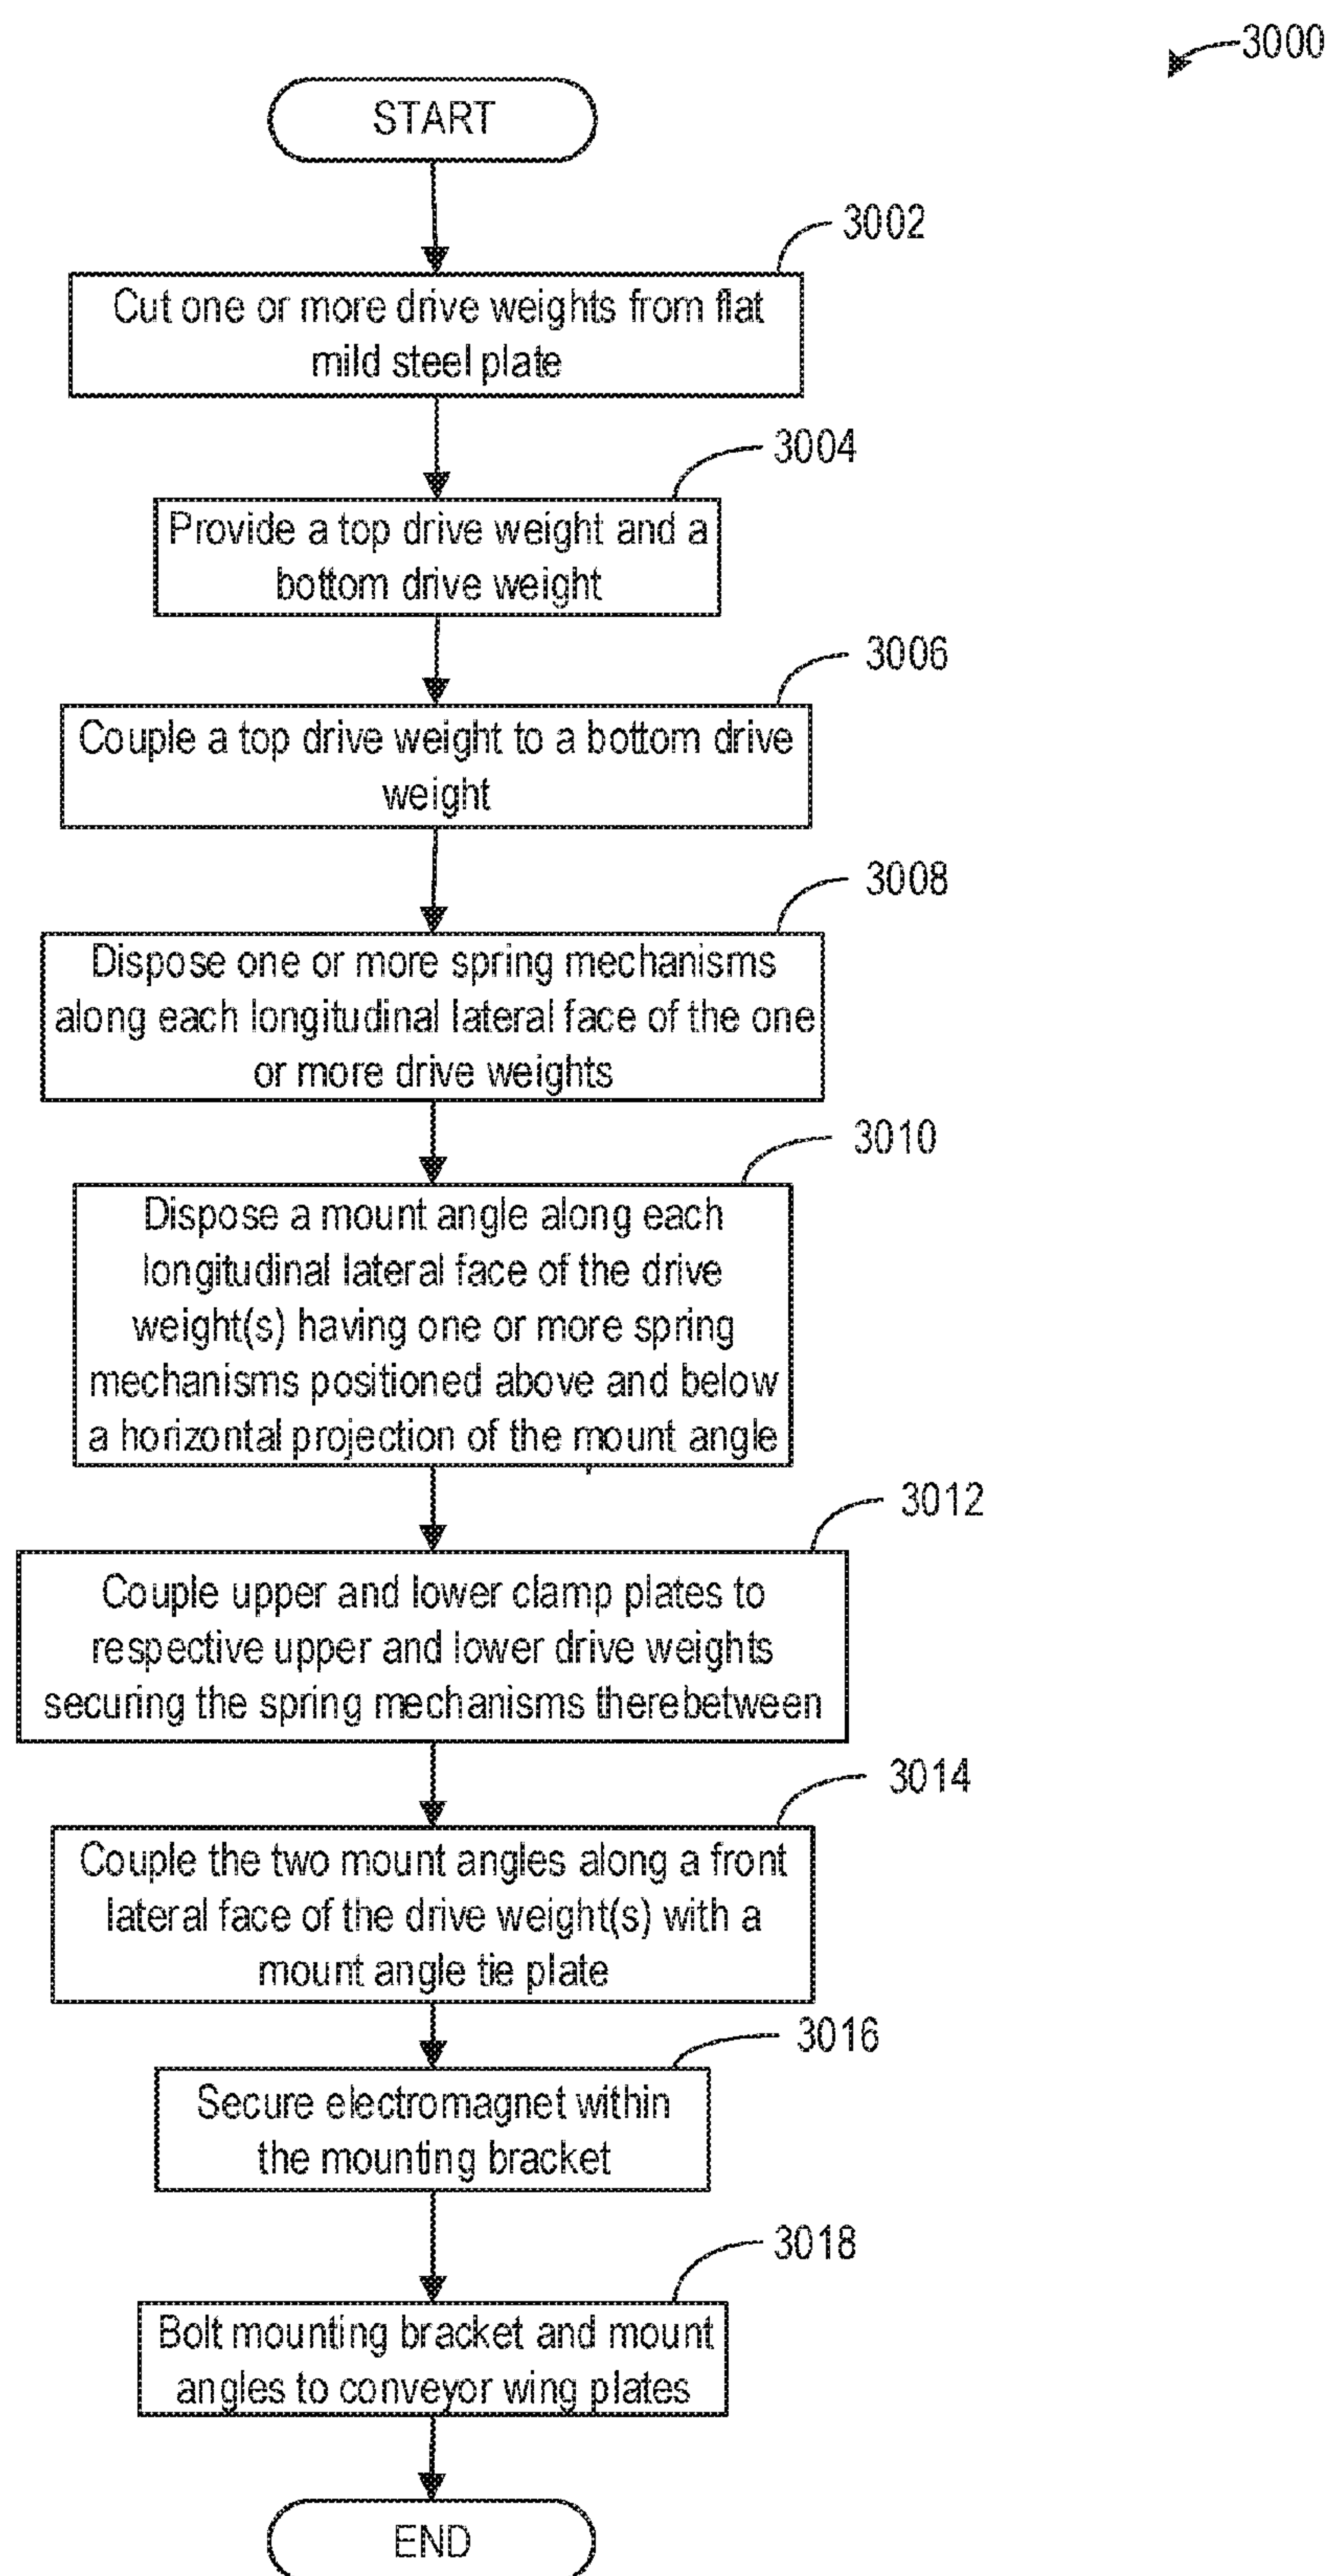 3000
START
3002
Cut one or more drive weights from flat
mild steel plate
3004
Provide a top drive weight and a
bottom drive weight
3006
Couple a top drive weight to a bottom drive
weight
3008
Dispose one or more spring mechanisms
along each longitudinal lateral face of the one
or more drive weights
3010
Dispose a mount angle along each
longitudinal lateral face of the drive
weight(s) having one or more spring
mechanisms positioned above and below
a horizontal projection of the mount angle
3012
Couple upper and lower clamp plates to
respective upper and lower drive weights
securing the spring mechanisms therebetween
3014
Couple the two mount angles along a front
lateral face of the drive weight(s) with a
mount angle tie plate
3016
Secure electromagnet within
the mounting bracket
3018
Bolt mounting bracket and mount
angles to conveyor wing plates
END